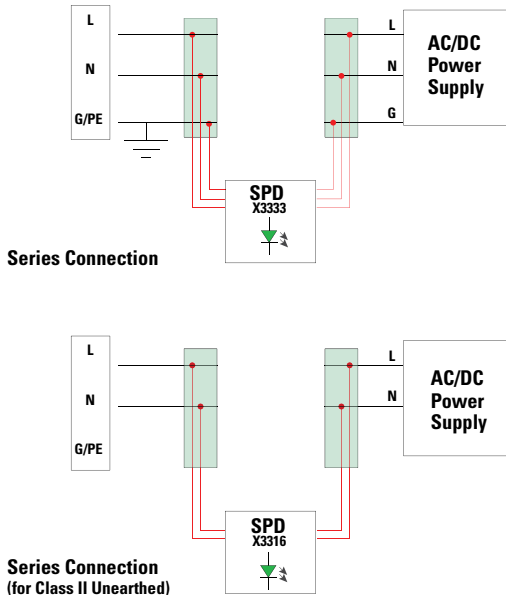 L
N
G/PE
L
N
G
AC/DC
Power
Supply
SPD
X3333
Series Connection
L
N
G/PE
L
N
AC/DC
Power
Supply
SPD
X3316
Series Connection
(for Class II Unearthed)